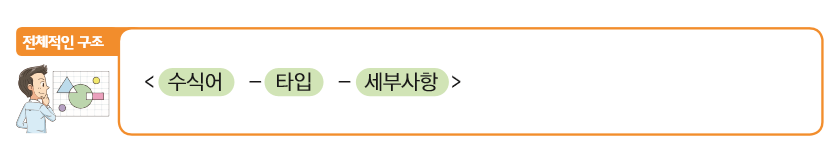 전체적인 구조
< 수식어 – 타입 – 세부사항 >